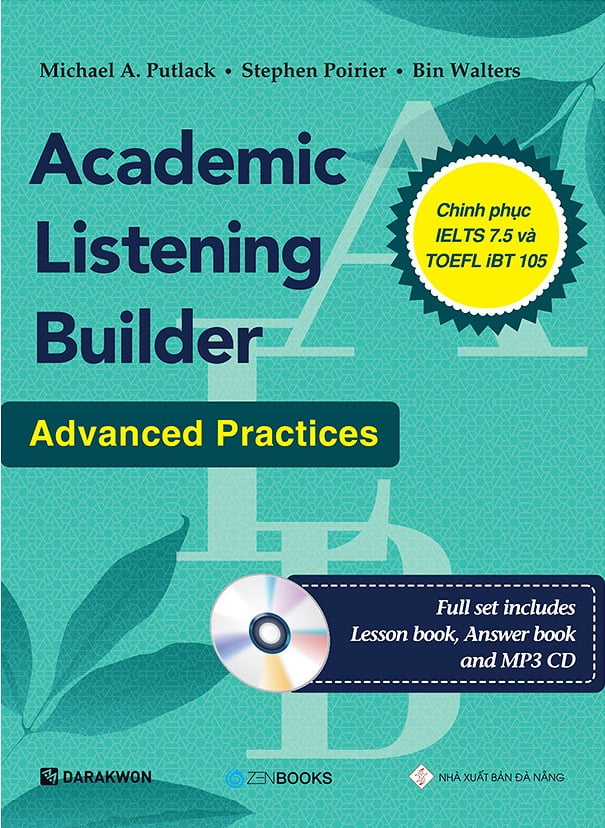 Michael A. Putlack • Stephen Poirier • Bin Walters
Academic
Listening
Builder
Chinh phục
IELTS 7.5 và
TOEFL iBT 105
Advanced Practices
A
L
B
Full set includes
Lesson book, Answer book
and MP3 CD
DARAKWON
ZENBOOKS
NHÀ XUẤT BẢN ĐÀ NẴNG